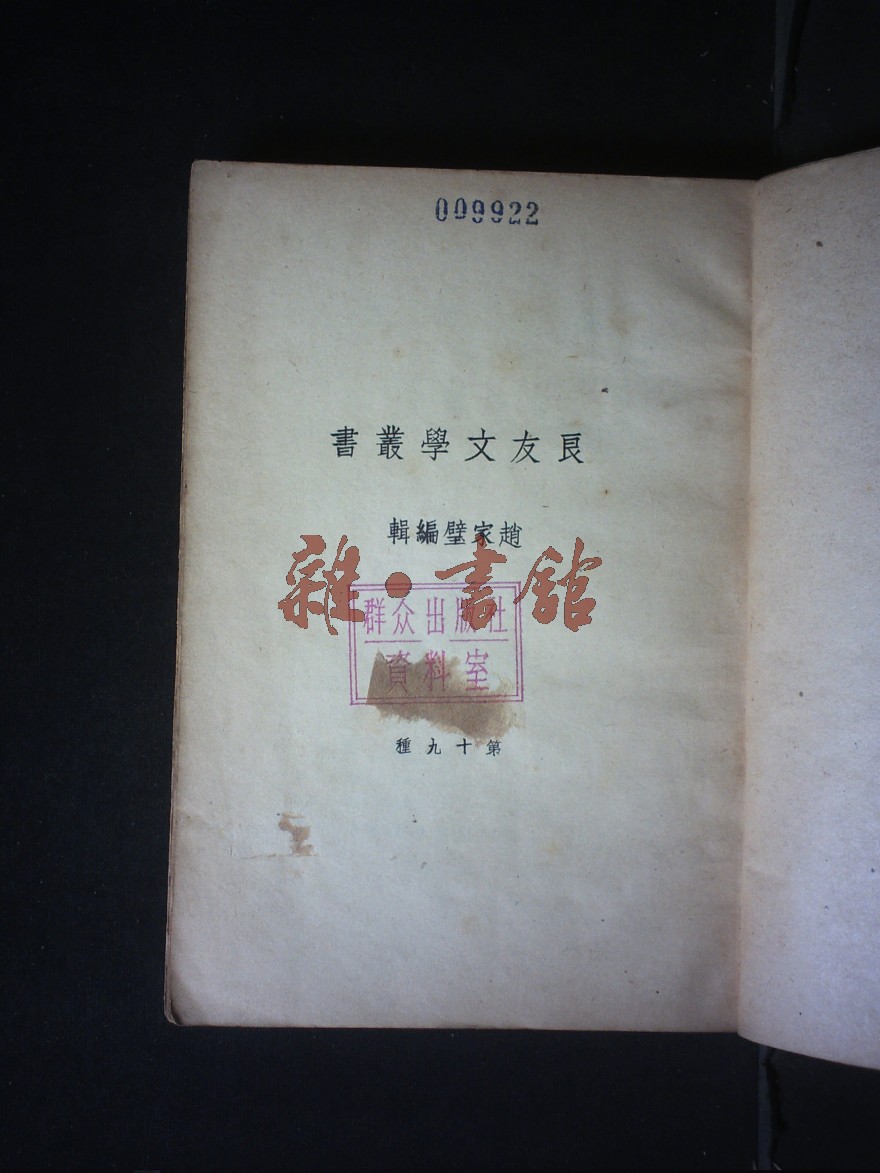 009922
良友文學叢書
趙家璧編輯
雜·書館
群众出版社
資料室
第十九種